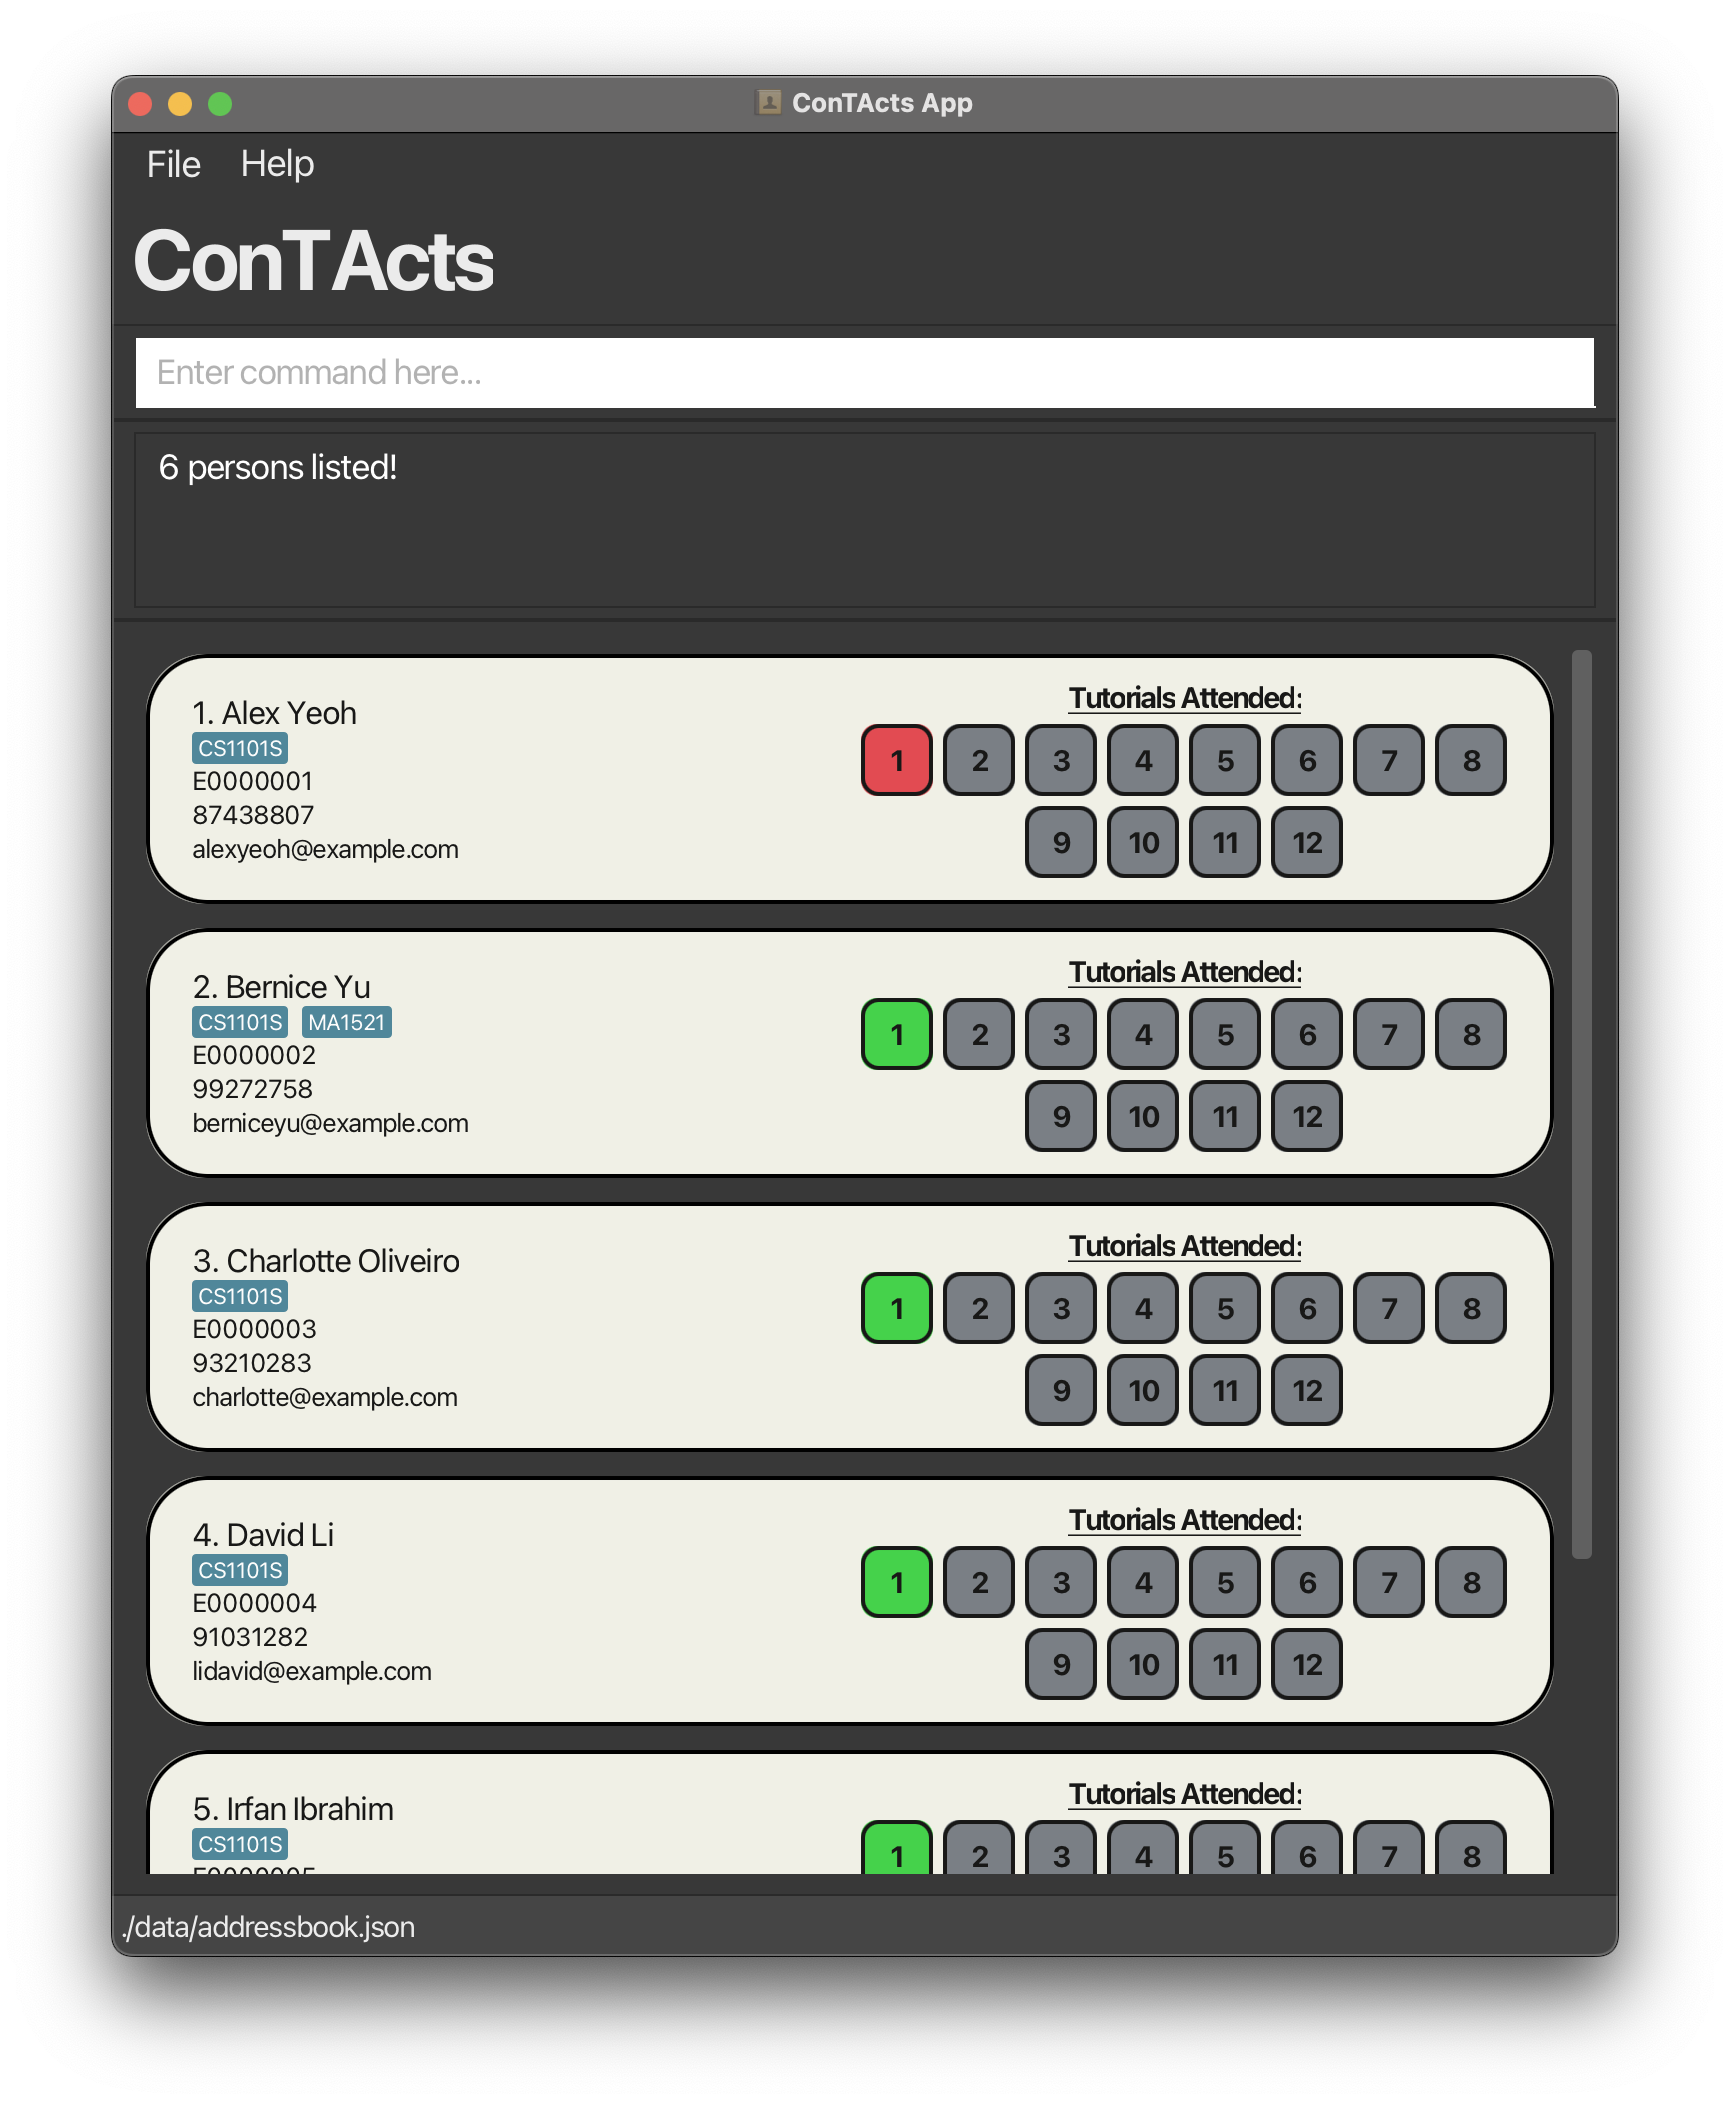 ConTActs App
File Help
ConTActs
Enter command here...
6 persons listed!
1. Alex Yeoh
CS1101S
E0000001
87438807
alexyeoh@example.com
Tutorials Attended:
1 2 3 4 5 6 7 8
9 10 11 12
2. Bernice Yu
CS1101S MA1521
E0000002
99272758
berniceyu@example.com
Tutorials Attended:
1 2 3 4 5 6 7 8
9 10 11 12
3. Charlotte Oliveiro
CS1101S
E0000003
93210283
charlotte@example.com
Tutorials Attended:
1 2 3 4 5 6 7 8
9 10 11 12
4. David Li
CS1101S
E0000004
91031282
lidavid@example.com
Tutorials Attended:
1 2 3 4 5 6 7 8
9 10 11 12
5. Irfan Ibrahim
CS1101S
Tutorials Attended:
1 2 3 4 5 6 7 8
./data/addressbook.json